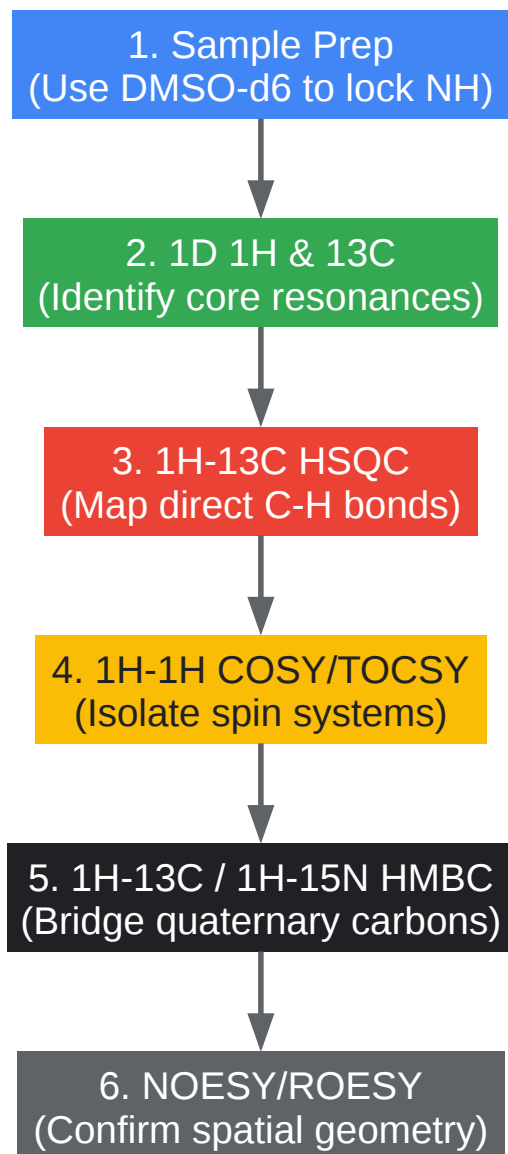 1. Sample Prep
(Use DMSO-d6 to lock NH)
2. 1D 1H & 13C
(Identify core resonances)
3. 1H-13C HSQC
(Map direct C-H bonds)
4. 1H-1H COSY/TOCSY
(Isolate spin systems)
5. 1H-13C / 1H-15N HMBC
(Bridge quaternary carbons)
6. NOESY/ROESY
(Confirm spatial geometry)